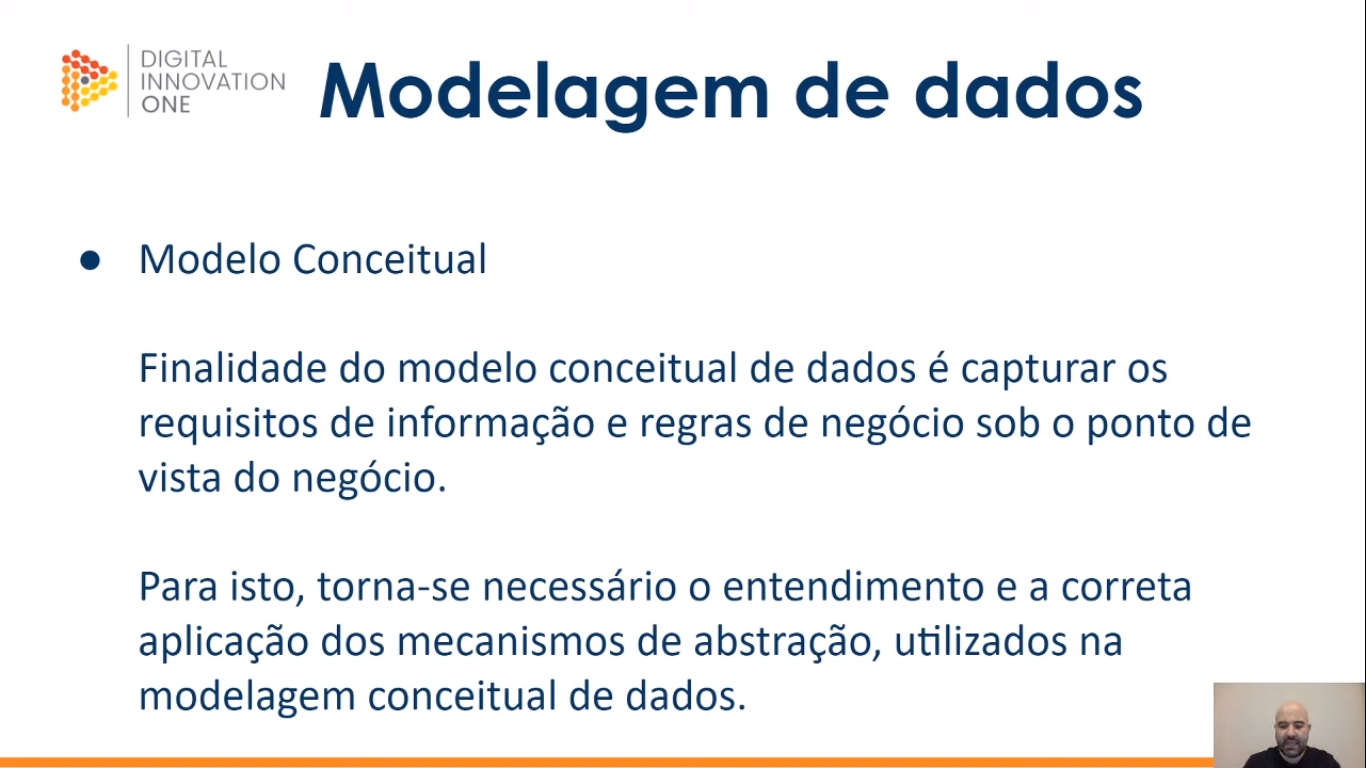 DIGITAL
INNOVATION
ONE
Modelagem de dados
● Modelo Conceitual
Finalidade do modelo conceitual de dados é capturar os
requisitos de informação e regras de negócio sob o ponto de
vista do negócio.
Para isto, torna-se necessário o entendimento e a correta
aplicação dos mecanismos de abstração, utilizados na
modelagem conceitual de dados.